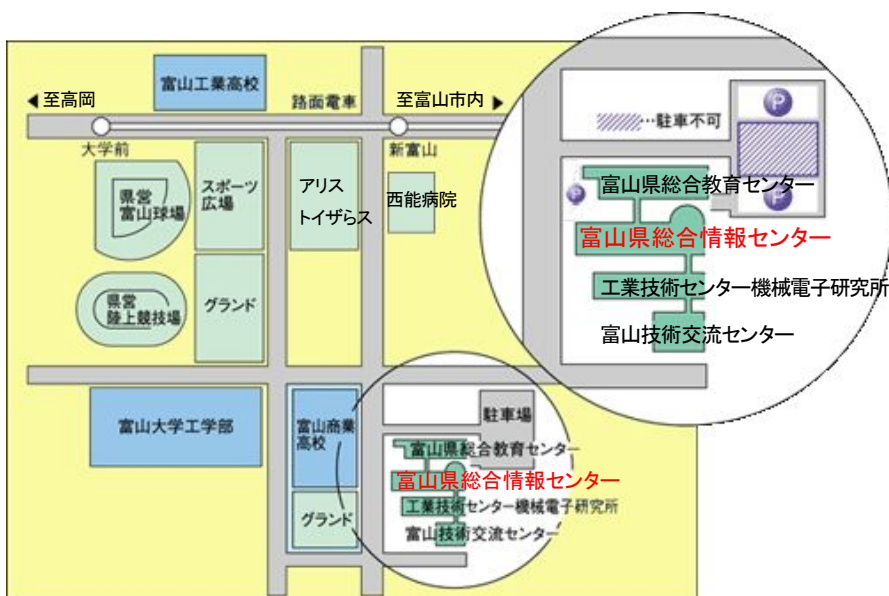 富山工業高校
至高岡
路面電車
至富山市内
大学前
新富山
県営
富山球場
スポーツ
広場
アリス
トイザらス
西能病院
県営
陸上競技場
グランド
富山大学工学部
富山商業
高校
グランド
駐車場
富山県総合教育センター
富山県総合情報センター
工業技術センター機械電子研究所
富山技術交流センター
P
…駐車不可
P
富山県総合教育センター
P
富山県総合情報センター
工業技術センター機械電子研究所
富山技術交流センター